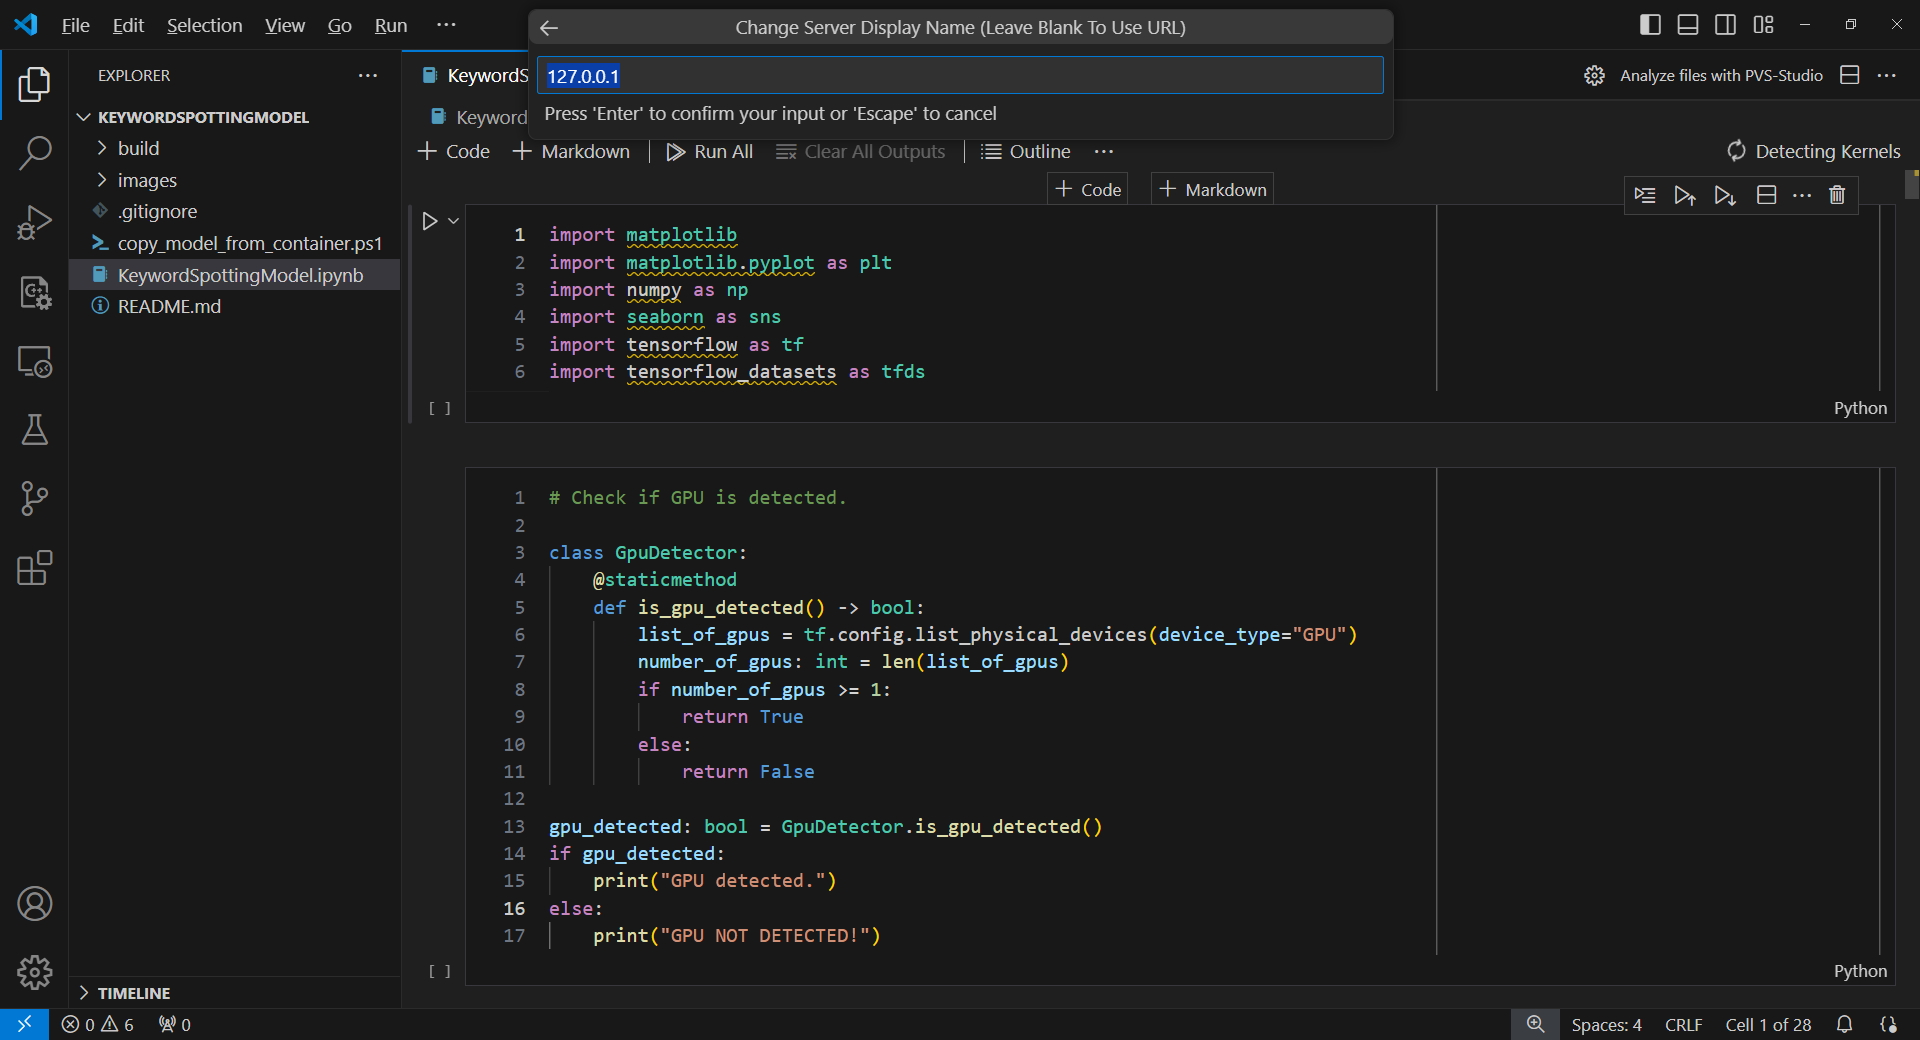 File Edit Selection View Go Run ···
Change Server Display Name (Leave Blank To Use URL)
127.0.0.1
Press 'Enter' to confirm your input or 'Escape' to cancel
EXPLORER ···
KeywordS
Analyze files with PVS-Studio ···
KEYWORDSPOTTINGMODEL
build
images
.gitignore
copy_model_from_container.ps1
KeywordSpottingModel.ipynb
README.md
TIMELINE
Keyword
+ Code + Markdown Run All Clear All Outputs Outline ···
Detecting Kernels
+ Code + Markdown
···
1 import matplotlib
2 import matplotlib.pyplot as plt
3 import numpy as np
4 import seaborn as sns
5 import tensorflow as tf
6 import tensorflow_datasets as tfds
[ ]
Python
1 # Check if GPU is detected.
2
3 class GpuDetector:
4     @staticmethod
5     def is_gpu_detected() -> bool:
6         list_of_gpus = tf.config.list_physical_devices(device_type="GPU")
7         number_of_gpus: int = len(list_of_gpus)
8         if number_of_gpus >= 1:
9             return True
10         else:
11             return False
12
13 gpu_detected: bool = GpuDetector.is_gpu_detected()
14 if gpu_detected:
15     print("GPU detected.")
16 else:
17     print("GPU NOT DETECTED!")
[ ]
Python
0 6 0
Spaces: 4 CRLF Cell 1 of 28